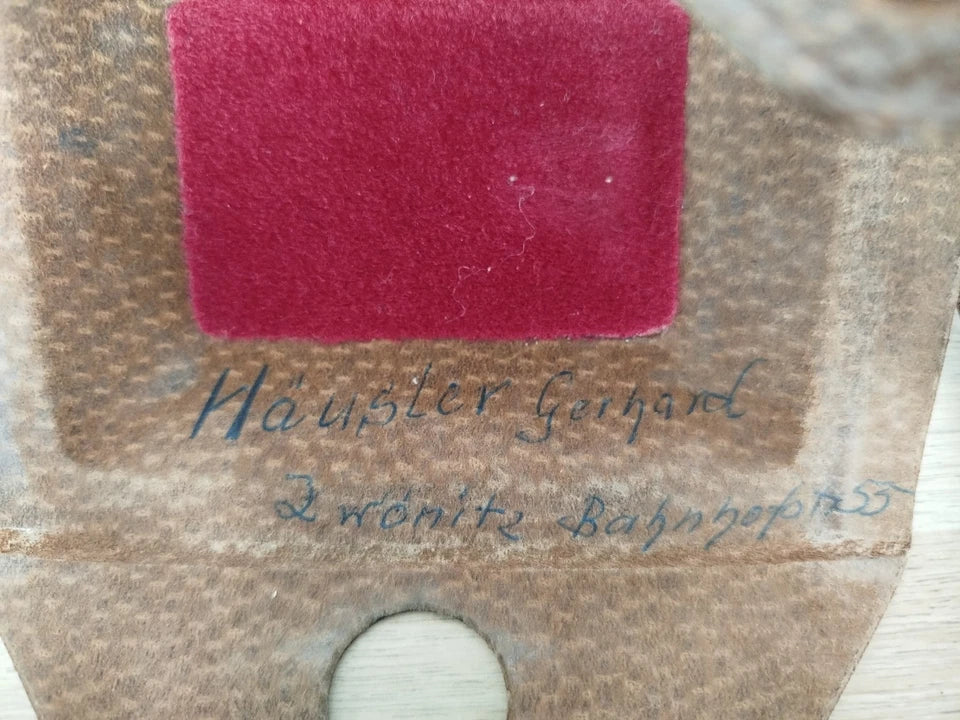 Häusler Gerhard
Zwönitz Bahnhofstr 55